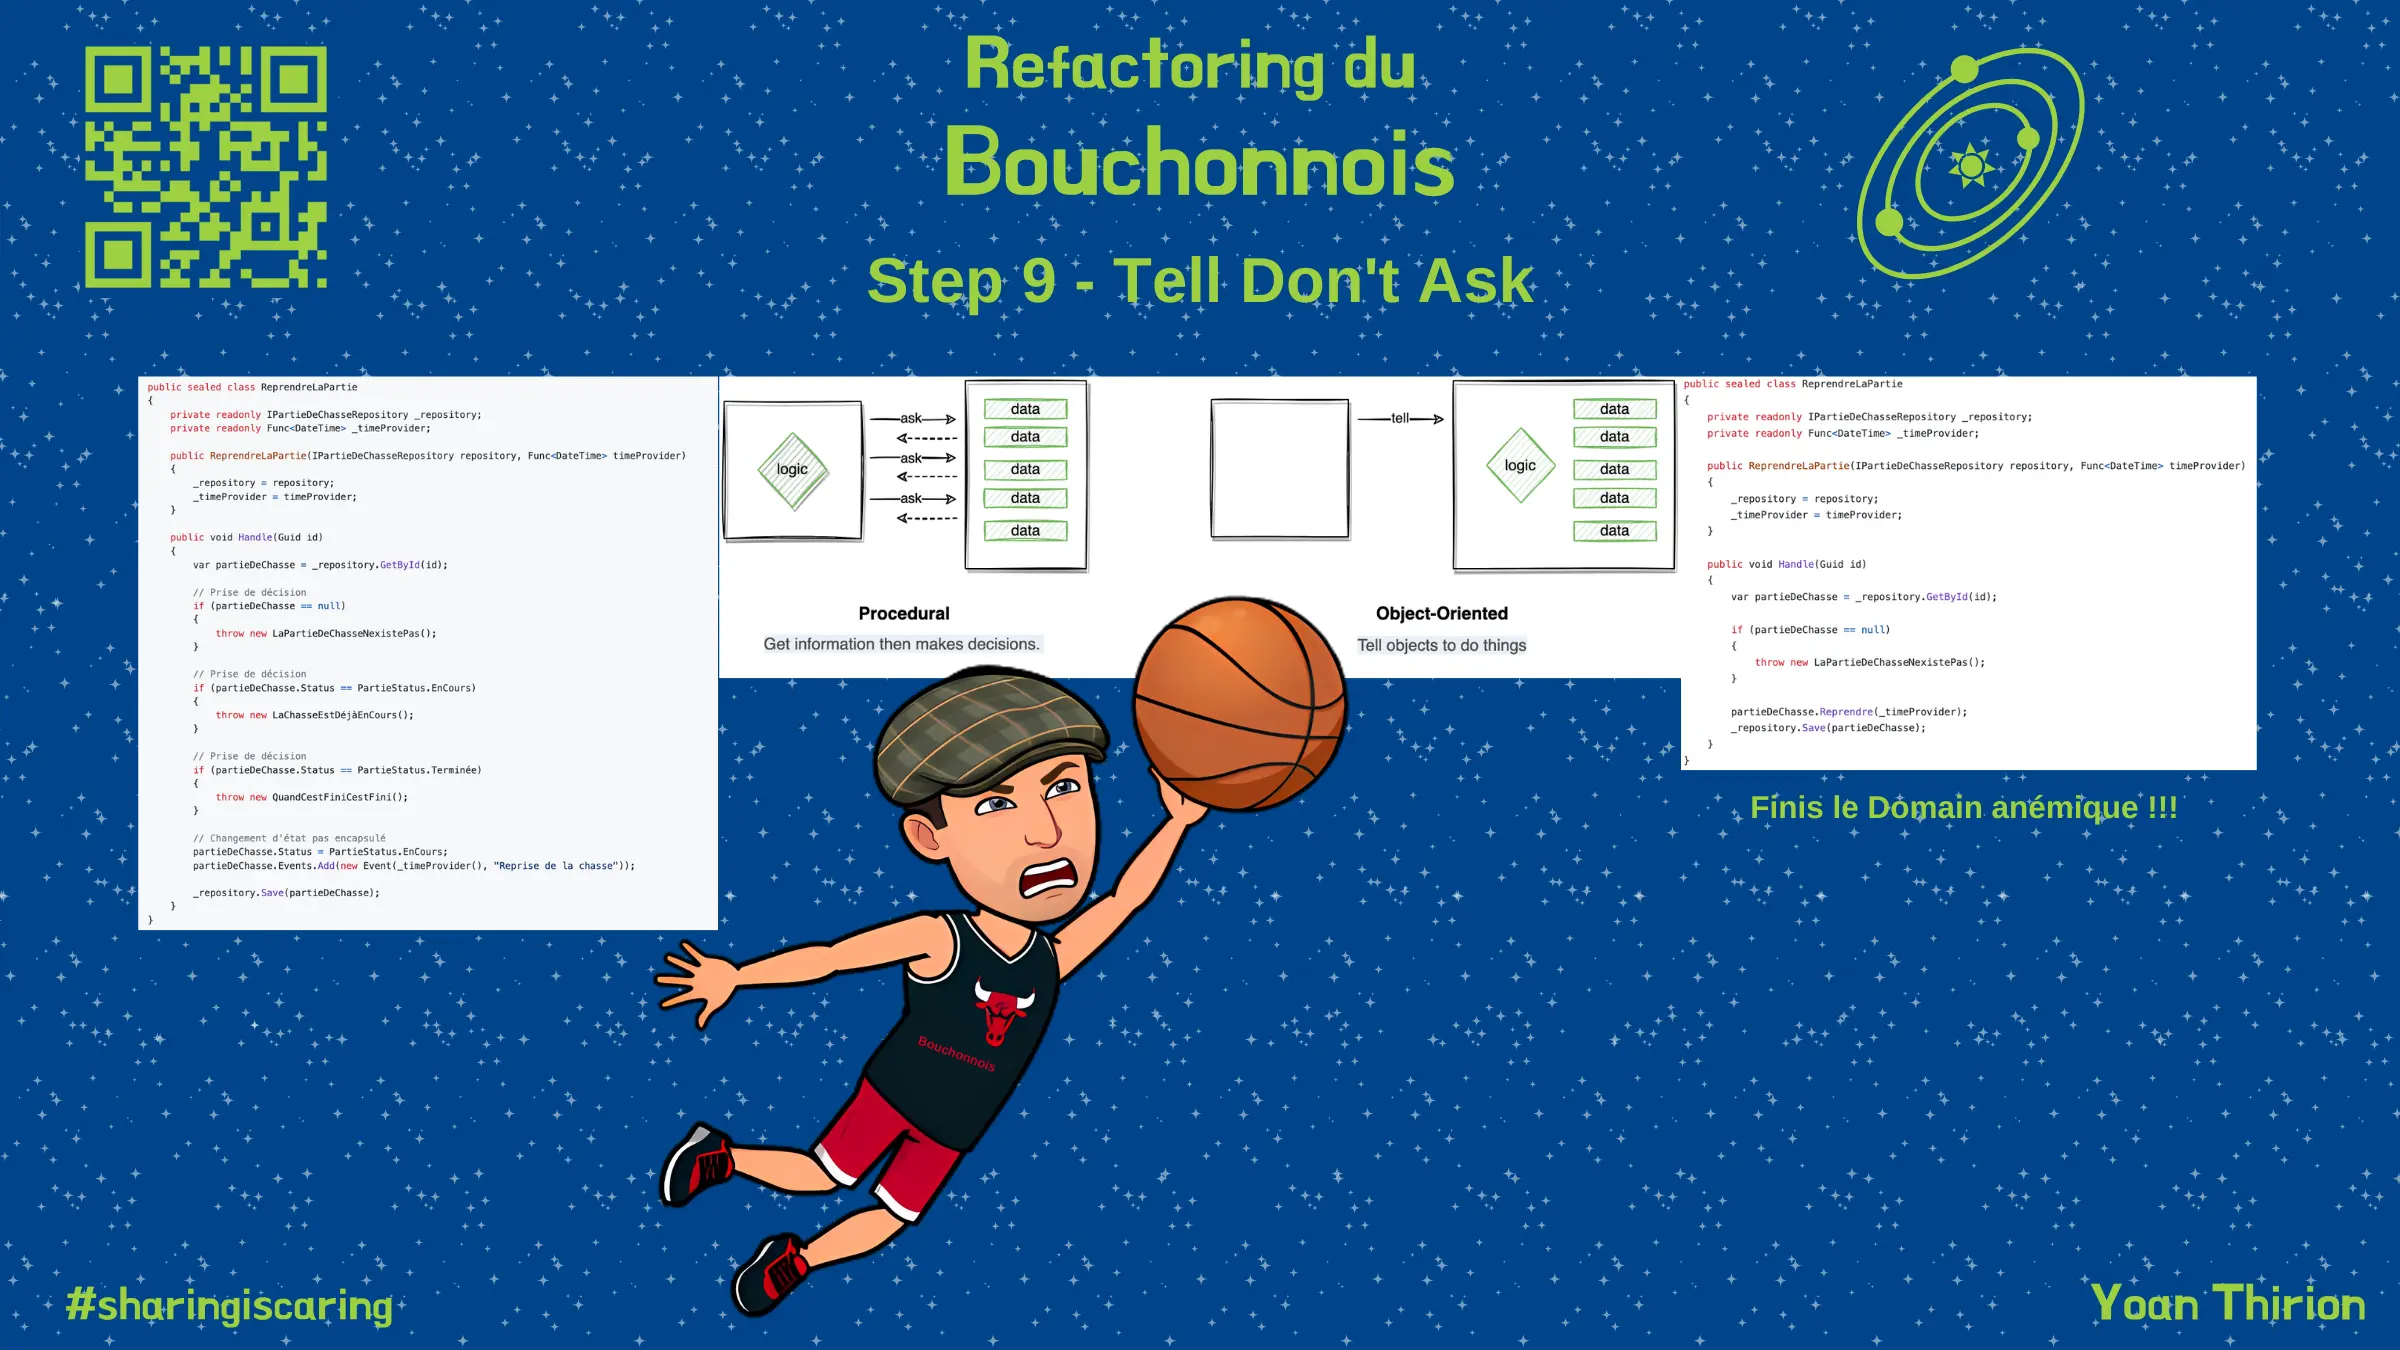 Refactoring du
Bouchonnois
Step 9 - Tell Don't Ask
public sealed class ReprendreLaPartie
{
private readonly IPartieDeChasseRepository _repository;
private readonly Func<DateTime> _timeProvider;
public ReprendreLaPartie(IPartieDeChasseRepository repository, Func<DateTime> timeProvider)
{
_repository = repository;
_timeProvider = timeProvider;
}
public void Handle(Guid id)
{
var partieDeChasse = _repository.GetById(id);
// Prise de décision
if (partieDeChasse == null)
{
throw new LaPartieDeChasseNexistePas();
}
// Prise de décision
if (partieDeChasse.Status == PartieStatus.EnCours)
{
throw new LaChasseEstDéjàEnCours();
}
// Prise de décision
if (partieDeChasse.Status == PartieStatus.Terminée)
{
throw new QuandCestFiniCestFini();
}
// Changement d'état pas encapsulé
partieDeChasse.Status = PartieStatus.EnCours;
partieDeChasse.Events.Add(new Event(_timeProvider(), "Reprise de la chasse"));
_repository.Save(partieDeChasse);
}
}
logic
ask
ask
ask
data
data
data
data
data
Procedural
Get information then makes decisions.
tell
logic
data
data
data
data
data
Object-Oriented
Tell objects to do things
public sealed class ReprendreLaPartie
{
private readonly IPartieDeChasseRepository _repository;
private readonly Func<DateTime> _timeProvider;
public ReprendreLaPartie(IPartieDeChasseRepository repository, Func<DateTime> timeProvider)
{
_repository = repository;
_timeProvider = timeProvider;
}
public void Handle(Guid id)
{
var partieDeChasse = _repository.GetById(id);
if (partieDeChasse == null)
{
throw new LaPartieDeChasseNexistePas();
}
partieDeChasse.Reprendre(_timeProvider);
_repository.Save(partieDeChasse);
}
}
Finis le Domain anémique !!!
Bouchonnois
#sharingiscaring
Yoan Thirion